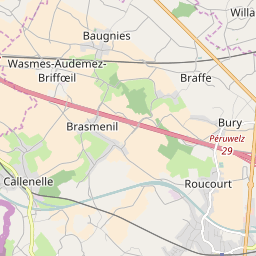 Willa
Baugnies
Wasmes-Audemez-
Briffœil
Braffe
Brasmenil
Bury
Péruwelz
29
Callenelle
Roucourt